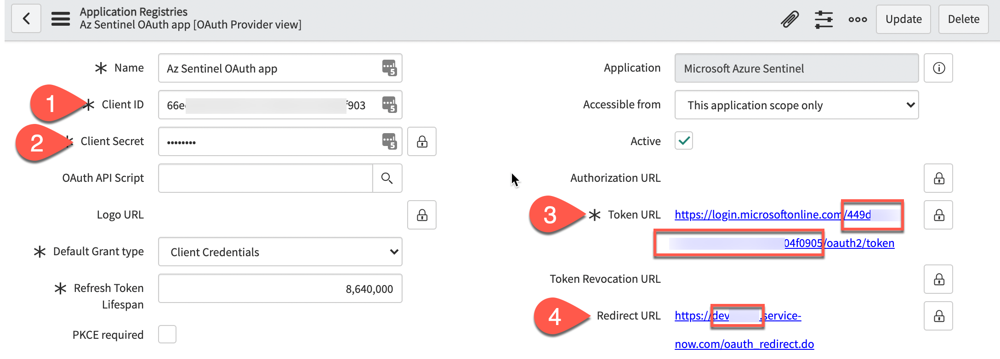 Application Registries
Az Sentinel OAuth app [OAuth Provider view]
Update
Delete
Name
Az Sentinel OAuth app
5
1
Client ID
66e
f903
5
2
Client Secret
5
OAuth API Script
Logo URL
Default Grant type
Client Credentials
Refresh Token
Lifespan
8,640,000
PKCE required
Application
Microsoft Azure Sentinel
Accessible from
This application scope only
Active
Authorization URL
3
Token URL
https://login.microsoftonline.com/449d
04f0905/oauth2/token
Token Revocation URL
4
Redirect URL
https://dev .service-
now.com/oauth_redirect.do